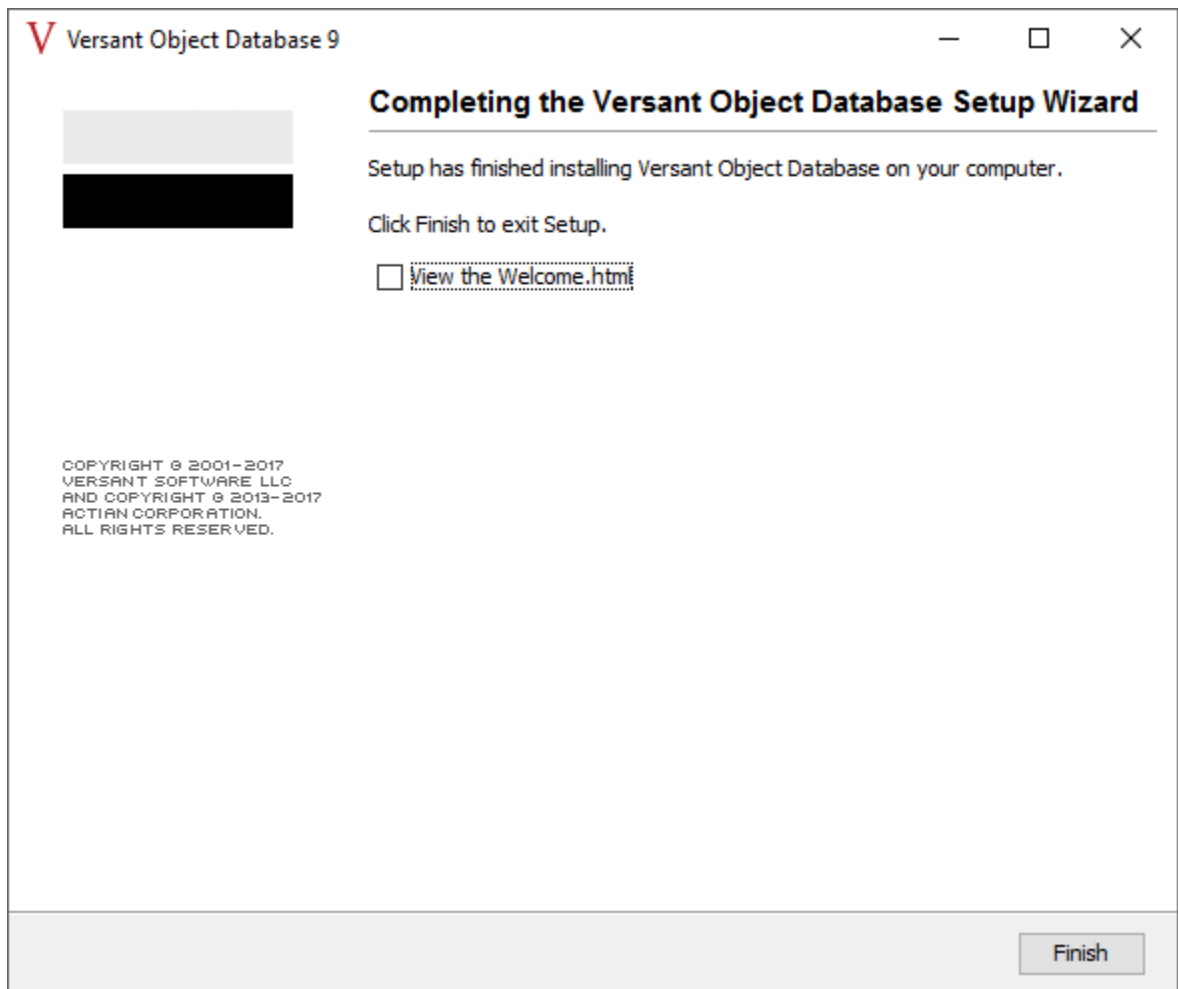 V Versant Object Database 9
Completing the Versant Object Database Setup Wizard
Setup has finished installing Versant Object Database on your computer.
Click Finish to exit Setup.
View the Welcome.html
COPYRIGHT © 2001-2017
VERSANT SOFTWARE LLC
AND COPYRIGHT © 2013-2017
ACTIAN CORPORATION.
ALL RIGHTS RESERVED.
Finish